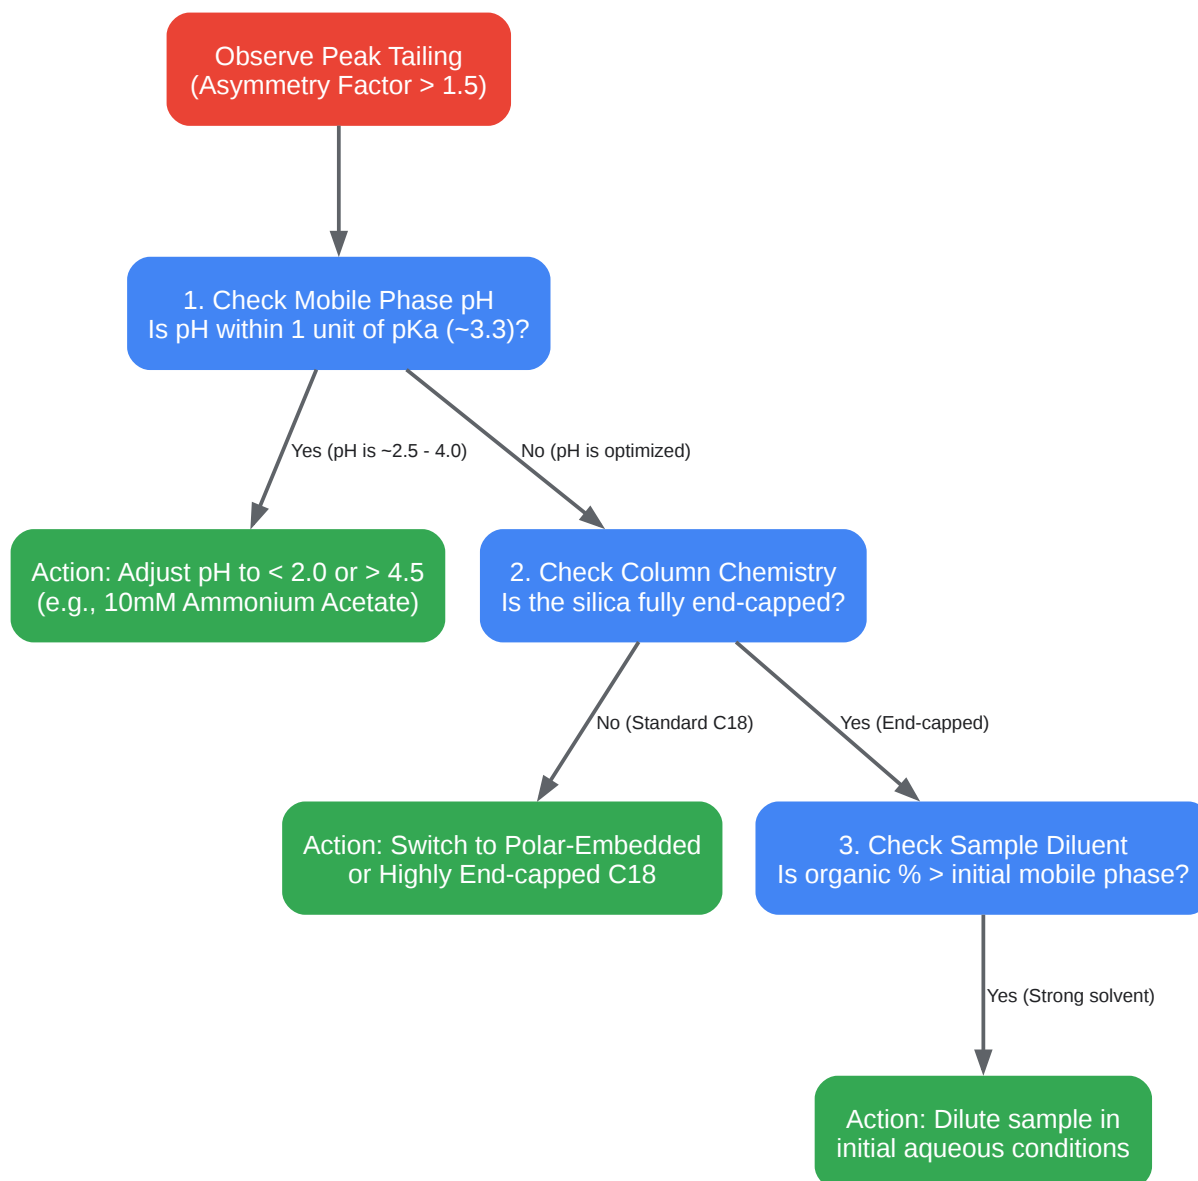 Observe Peak Tailing
(Asymmetry Factor > 1.5)
1. Check Mobile Phase pH
Is pH within 1 unit of pKa (~3.3)?
Yes (pH is ~2.5 - 4.0)
No (pH is optimized)
Action: Adjust pH to < 2.0 or > 4.5
(e.g., 10mM Ammonium Acetate)
2. Check Column Chemistry
Is the silica fully end-capped?
No (Standard C18)
Yes (End-capped)
Action: Switch to Polar-Embedded
or Highly End-capped C18
3. Check Sample Diluent
Is organic % > initial mobile phase?
Yes (Strong solvent)
Action: Dilute sample in
initial aqueous conditions